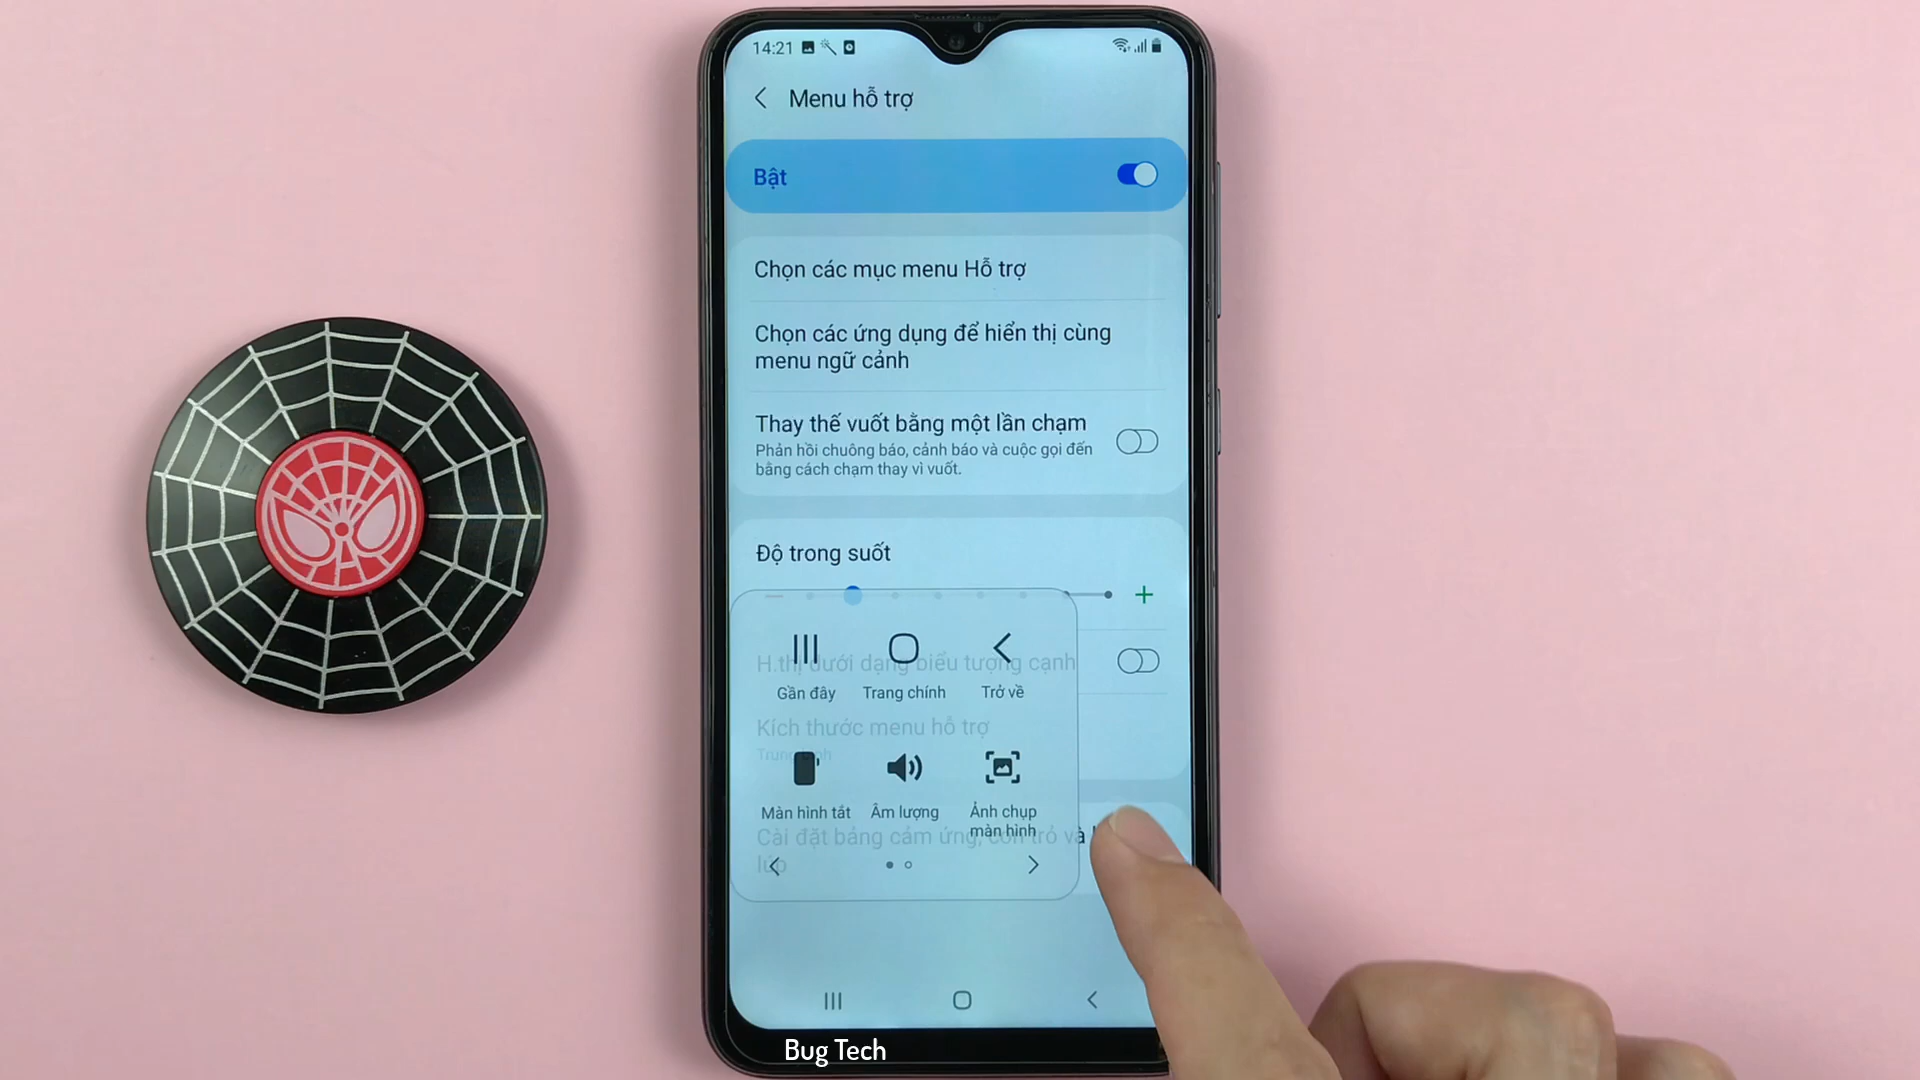 14:21
Menu hỗ trợ
Bật
Chọn các mục menu Hỗ trợ
Chọn các ứng dụng để hiển thị cùng
menu ngữ cảnh
Thay thế vuốt bằng một lần chạm
Phản hồi chuông báo, cảnh báo và cuộc gọi đến
bằng cách chạm thay vì vuốt.
Độ trong suốt
H.thị dưới dạng biểu tượng cạnh
Gần đây Trang chính Trở về
Kích thước menu hỗ trợ
Trung bình
Màn hình tắt Âm lượng Ảnh chụp
màn hình
Cài đặt bảng cảm ứng, con trỏ và
lúp
Bug Tech